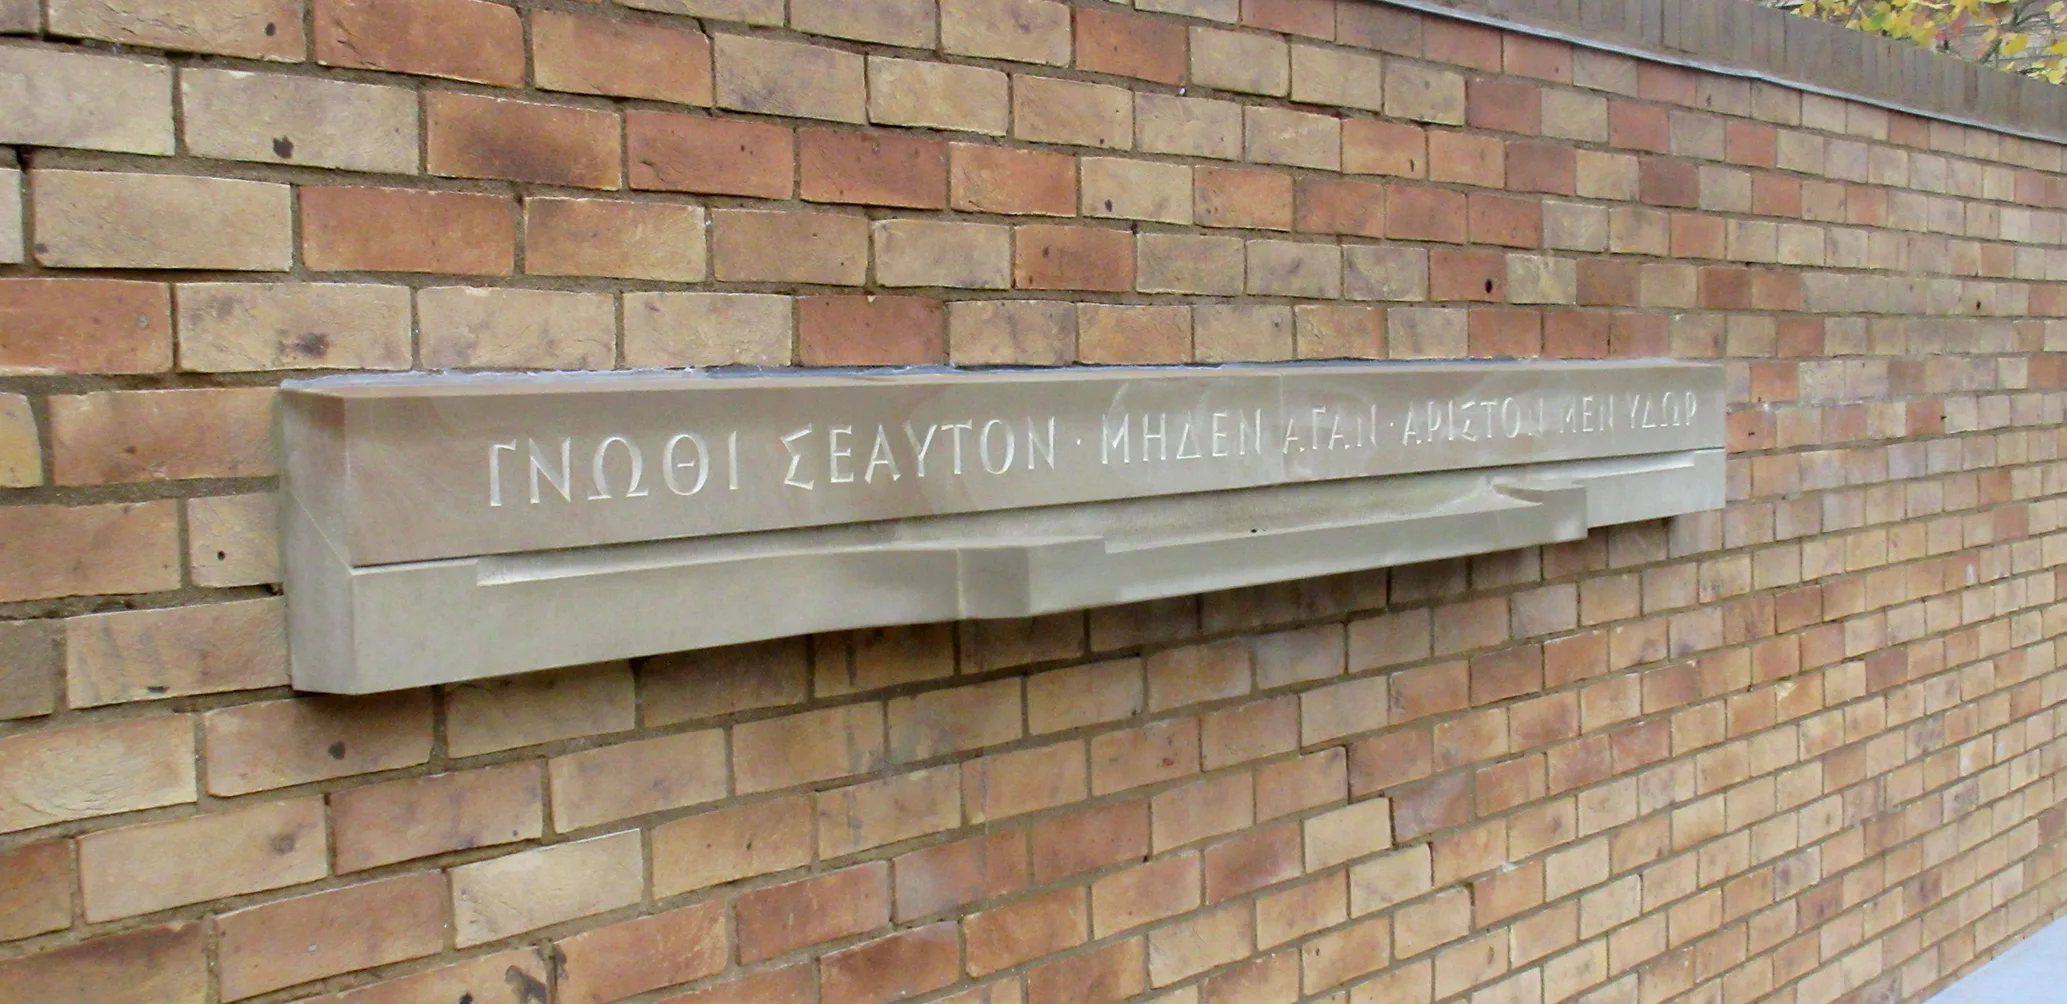 ΓΝΩΘΙ ΣΕΑΥΤΟΝ · ΜΗΔΕΝ ΑΓΑΝ · ΑΡΙΣΤΟΝ ΜΕΝ ΥΔΩΡ